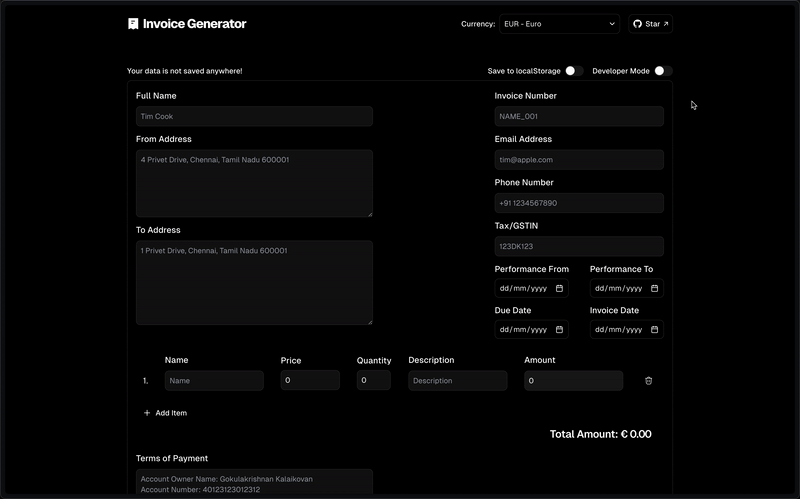 Invoice Generator
Currency: EUR - Euro
Star
Your data is not saved anywhere!
Save to localStorage
Developer Mode
Full Name
Tim Cook
From Address
4 Privet Drive, Chennai, Tamil Nadu 600001
To Address
1 Privet Drive, Chennai, Tamil Nadu 600001
Invoice Number
NAME_001
Email Address
tim@apple.com
Phone Number
+91 1234567890
Tax/GSTIN
123DK123
Performance From Performance To
dd/mm/yyyy dd/mm/yyyy
Due Date Invoice Date
dd/mm/yyyy dd/mm/yyyy
Name Price Quantity Description Amount
1. Name 0 0 Description 0
+ Add Item
Total Amount: € 0.00
Terms of Payment
Account Owner Name: Gokulakrishnan Kalaikovan
Account Number: 40123123012312